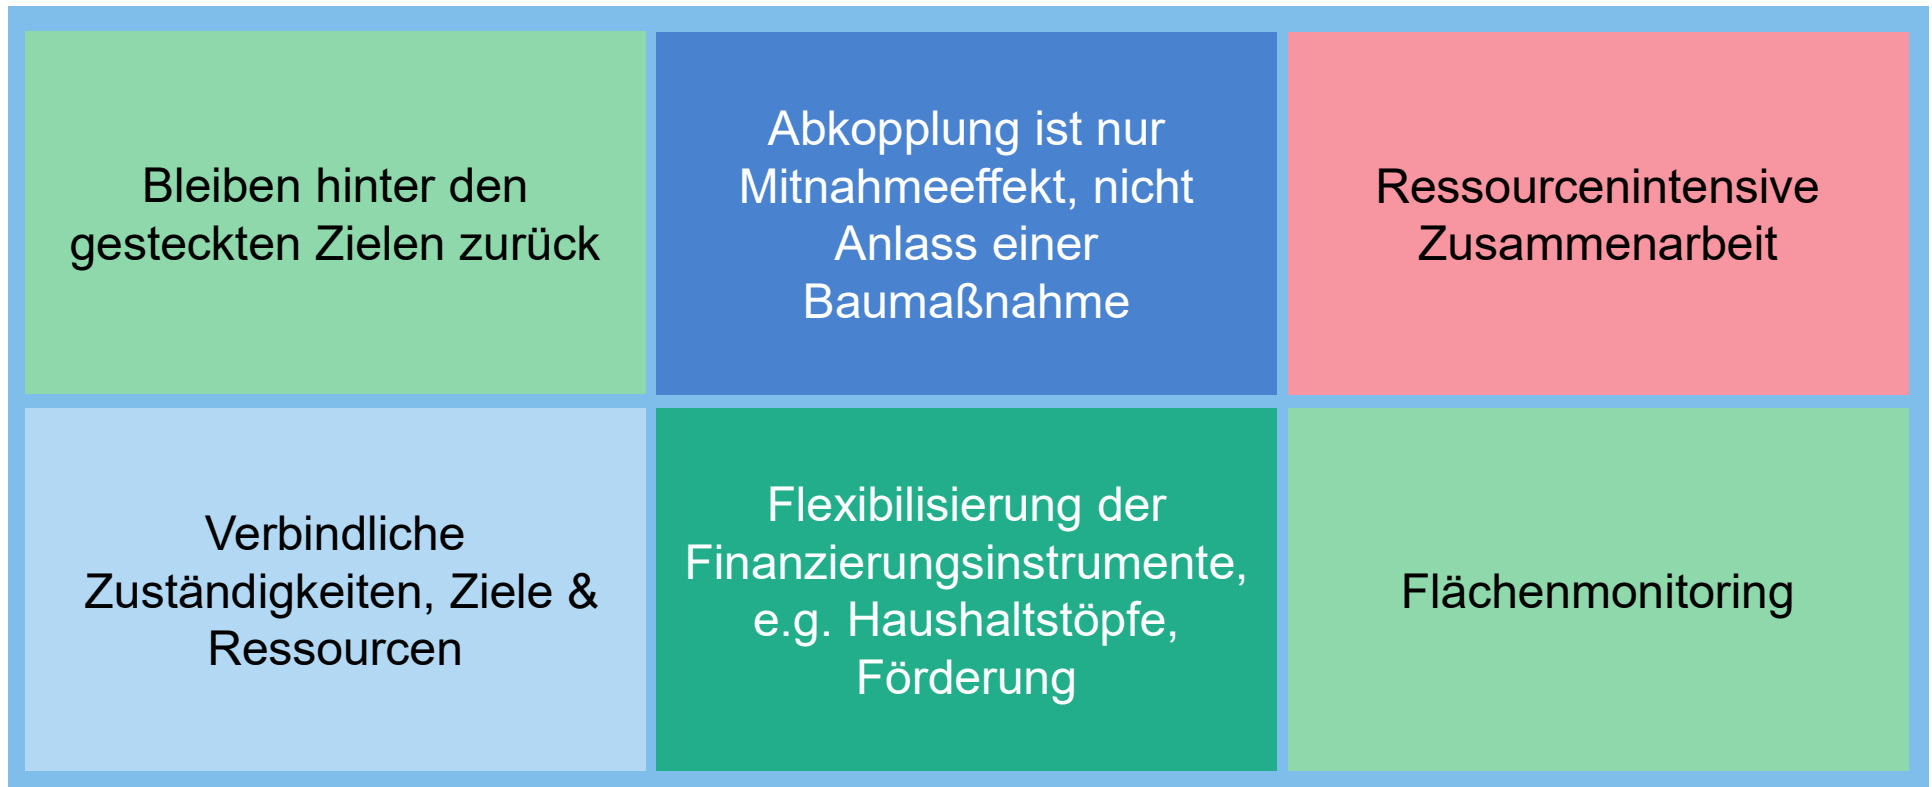 Bleiben hinter den
gesteckten Zielen zurück
Abkopplung ist nur
Mitnahmeeffekt, nicht
Anlass einer
Baumaßnahme
Ressourcenintensive
Zusammenarbeit
Verbindliche
Zuständigkeiten, Ziele &
Ressourcen
Flexibilisierung der
Finanzierungsinstrumente,
e.g. Haushaltstöpfe,
Förderung
Flächenmonitoring